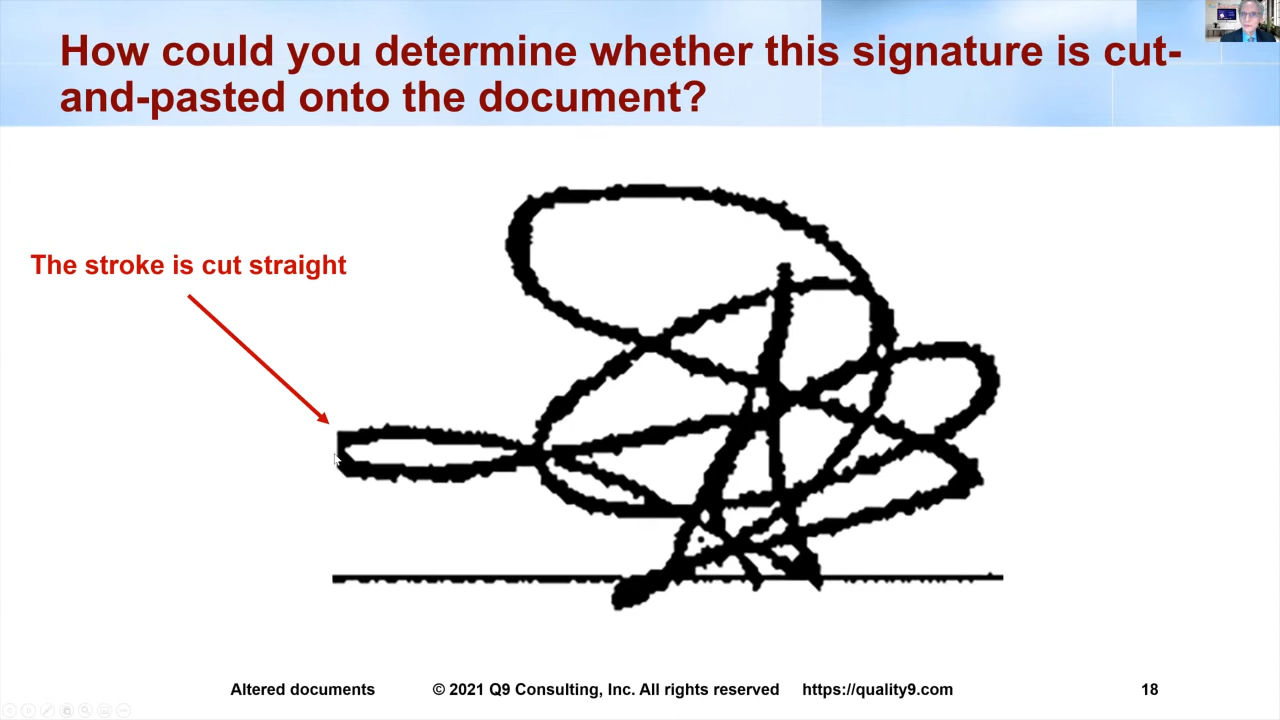 How could you determine whether this signature is cut-
and-pasted onto the document?
The stroke is cut straight
Altered documents © 2021 Q9 Consulting, Inc. All rights reserved https://quality9.com 18